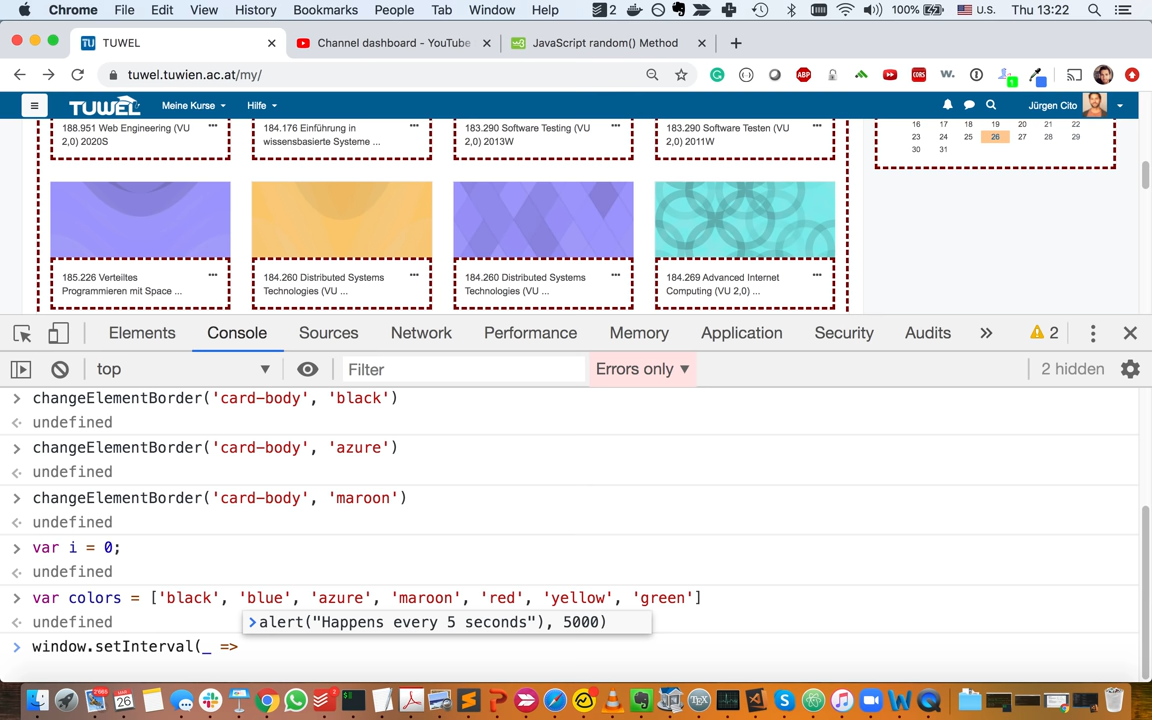 Chrome File Edit View History Bookmarks People Tab Window Help 2 100% U.S. Thu 13:22
TU TUWEL Channel dashboard - YouTube JavaScript random() Method
tuwel.tuwien.ac.at/my/ ABP CORS w. 1
TUWEL Meine Kurse Hilfe Jürgen Cito
188.951 Web Engineering (VU 2,0) 2020S
184.176 Einführung in wissensbasierte Systeme ...
183.290 Software Testing (VU 2,0) 2013W
183.290 Software Testen (VU 2,0) 2011W
16 17 18 19 20 21 22
23 24 25 26 27 28 29
30 31
185.226 Verteiltes Programmieren mit Space ...
184.260 Distributed Systems Technologies (VU ...
184.260 Distributed Systems Technologies (VU ...
184.269 Advanced Internet Computing (VU 2,0) ...
Elements Console Sources Network Performance Memory Application Security Audits » 2
top Filter Errors only 2 hidden
changeElementBorder('card-body', 'black')
undefined
changeElementBorder('card-body', 'azure')
undefined
changeElementBorder('card-body', 'maroon')
undefined
var i = 0;
undefined
var colors = ['black', 'blue', 'azure', 'maroon', 'red', 'yellow', 'green']
undefined
alert("Happens every 5 seconds"), 5000)
window.setInterval(_ =>